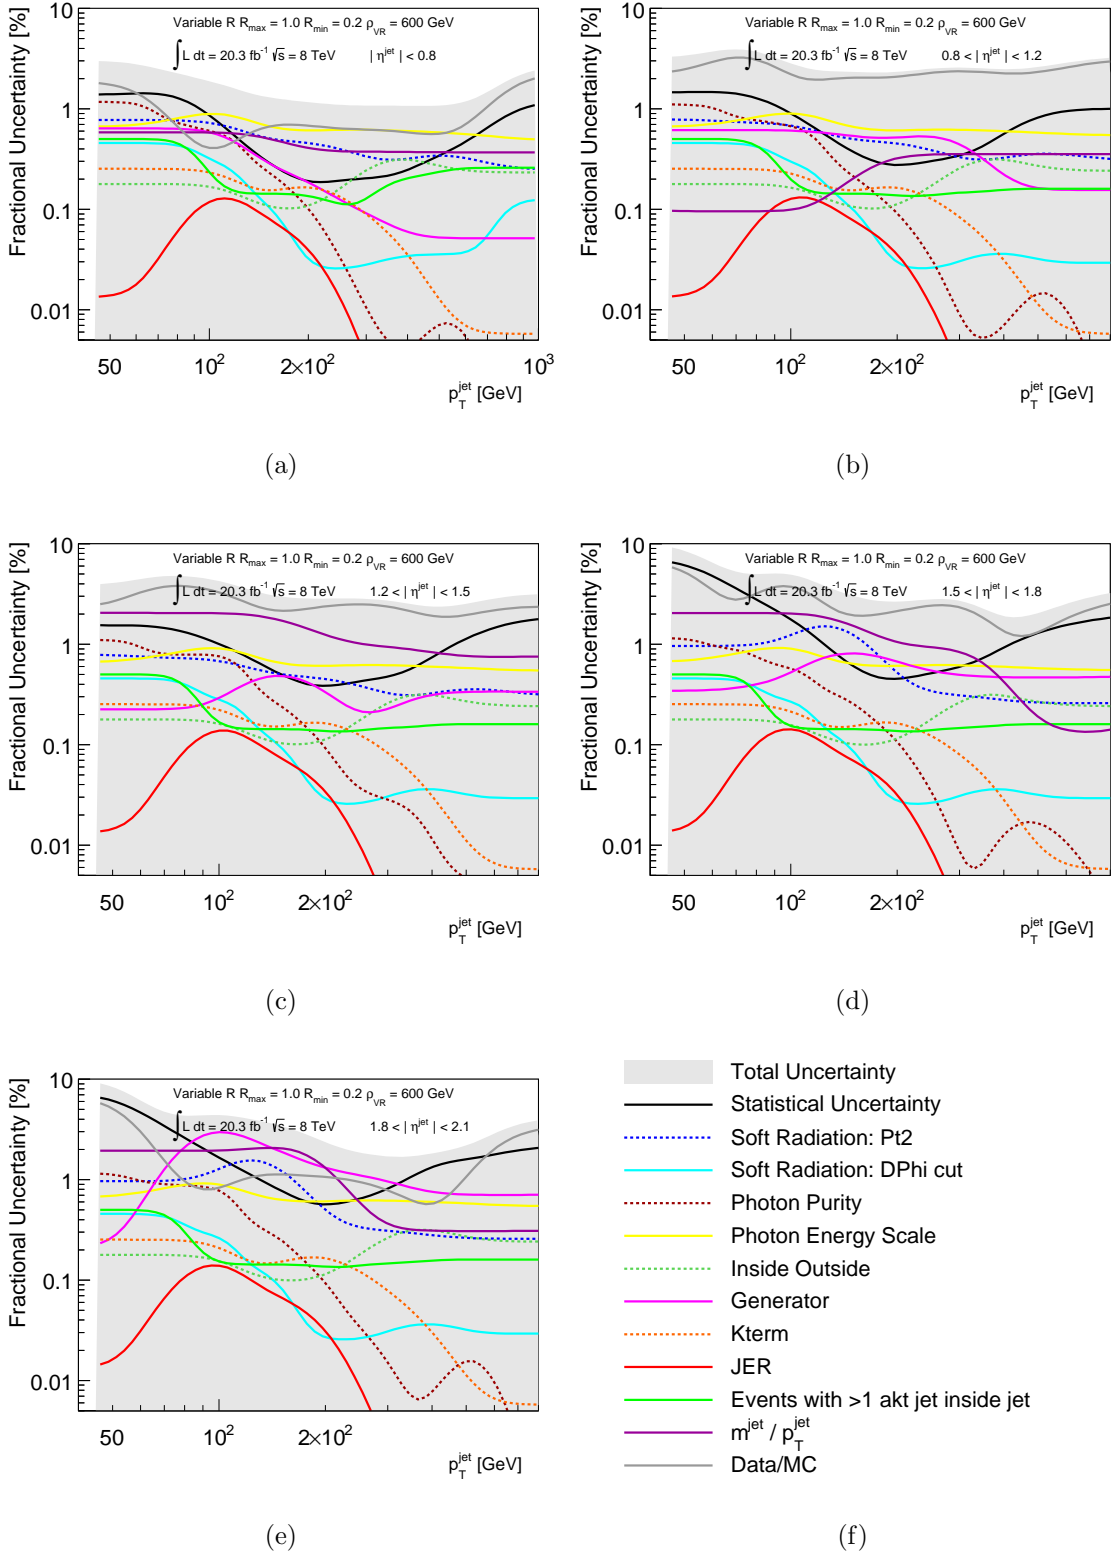 Fractional Uncertainty [%]
10
1
0.1
0.01
Variable R R_max = 1.0 R_min = 0.2 ρ_VR = 600 GeV
∫ L dt = 20.3 fb⁻¹ √s = 8 TeV |η^jet| < 0.8
50 10² 2×10² 10³
p_T^jet [GeV]
(a)
Fractional Uncertainty [%]
10
1
0.1
0.01
Variable R R_max = 1.0 R_min = 0.2 ρ_VR = 600 GeV
∫ L dt = 20.3 fb⁻¹ √s = 8 TeV 0.8 < |η^jet| < 1.2
50 10² 2×10²
p_T^jet [GeV]
(b)
Fractional Uncertainty [%]
10
1
0.1
0.01
Variable R R_max = 1.0 R_min = 0.2 ρ_VR = 600 GeV
∫ L dt = 20.3 fb⁻¹ √s = 8 TeV 1.2 < |η^jet| < 1.5
50 10² 2×10²
p_T^jet [GeV]
(c)
Fractional Uncertainty [%]
10
1
0.1
0.01
Variable R R_max = 1.0 R_min = 0.2 ρ_VR = 600 GeV
∫ L dt = 20.3 fb⁻¹ √s = 8 TeV 1.5 < |η^jet| < 1.8
50 10² 2×10²
p_T^jet [GeV]
(d)
Fractional Uncertainty [%]
10
1
0.1
0.01
Variable R R_max = 1.0 R_min = 0.2 ρ_VR = 600 GeV
∫ L dt = 20.3 fb⁻¹ √s = 8 TeV 1.8 < |η^jet| < 2.1
50 10² 2×10²
p_T^jet [GeV]
(e)
Total Uncertainty
Statistical Uncertainty
Soft Radiation: Pt2
Soft Radiation: DPhi cut
Photon Purity
Photon Energy Scale
Inside Outside
Generator
Kterm
JER
Events with >1 akt jet inside jet
m^jet / p_T^jet
Data/MC
(f)